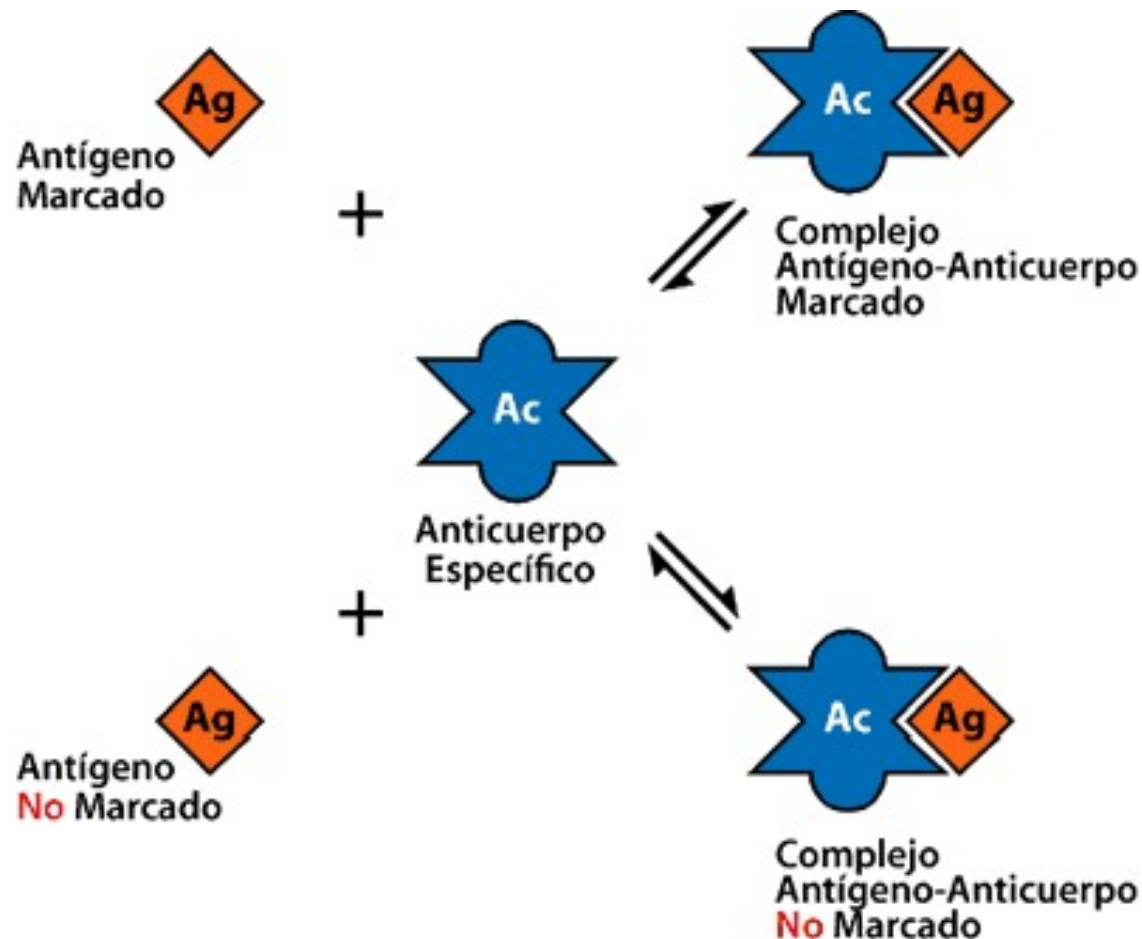 Ag
Antígeno
Marcado
+
Ac
Ag
Complejo
Antígeno-Anticuerpo
Marcado
Ac
Anticuerpo
Específico
+
Ag
Antígeno
No Marcado
Ac
Ag
Complejo
Antígeno-Anticuerpo
No Marcado